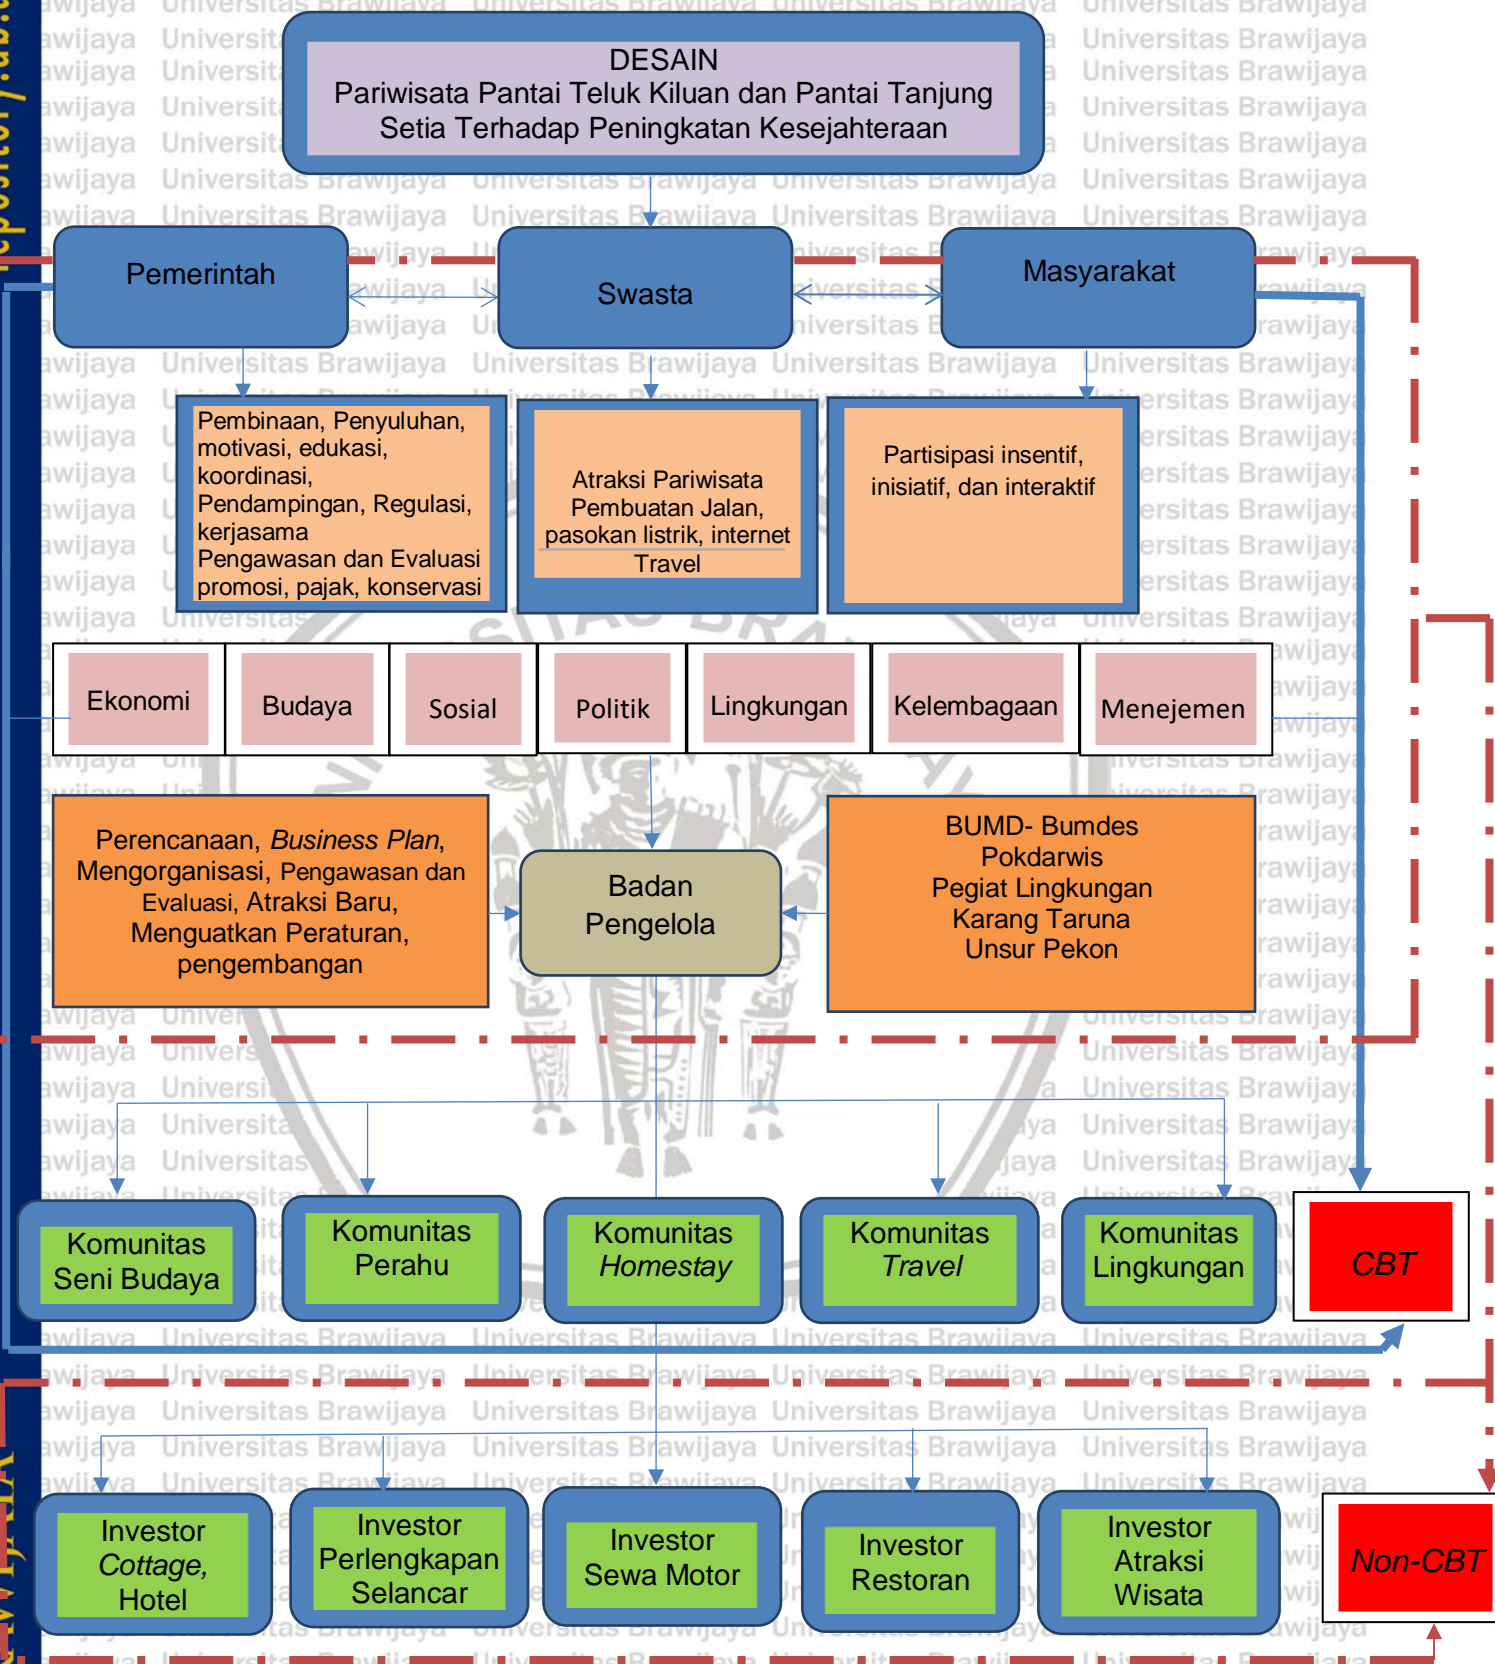 DESAIN
Pariwisata Pantai Teluk Kiluan dan Pantai Tanjung
Setia Terhadap Peningkatan Kesejahteraan
Pemerintah
Swasta
Masyarakat
Pembinaan, Penyuluhan,
motivasi, edukasi,
koordinasi,
Pendampingan, Regulasi,
kerjasama
Pengawasan dan Evaluasi
promosi, pajak, konservasi
Atraksi Pariwisata
Pembuatan Jalan,
pasokan listrik, internet
Travel
Partisipasi insentif,
inisiatif, dan interaktif
Ekonomi
Budaya
Sosial
Politik
Lingkungan
Kelembagaan
Menejemen
Perencanaan, Business Plan,
Mengorganisasi, Pengawasan dan
Evaluasi, Atraksi Baru,
Menguatkan Peraturan,
pengembangan
Badan
Pengelola
BUMD- Bumdes
Pokdarwis
Pegiat Lingkungan
Karang Taruna
Unsur Pekon
Komunitas
Seni Budaya
Komunitas
Perahu
Komunitas
Homestay
Komunitas
Travel
Komunitas
Lingkungan
CBT
Investor
Cottage,
Hotel
Investor
Perlengkapan
Selancar
Investor
Sewa Motor
Investor
Restoran
Investor
Atraksi
Wisata
Non-CBT